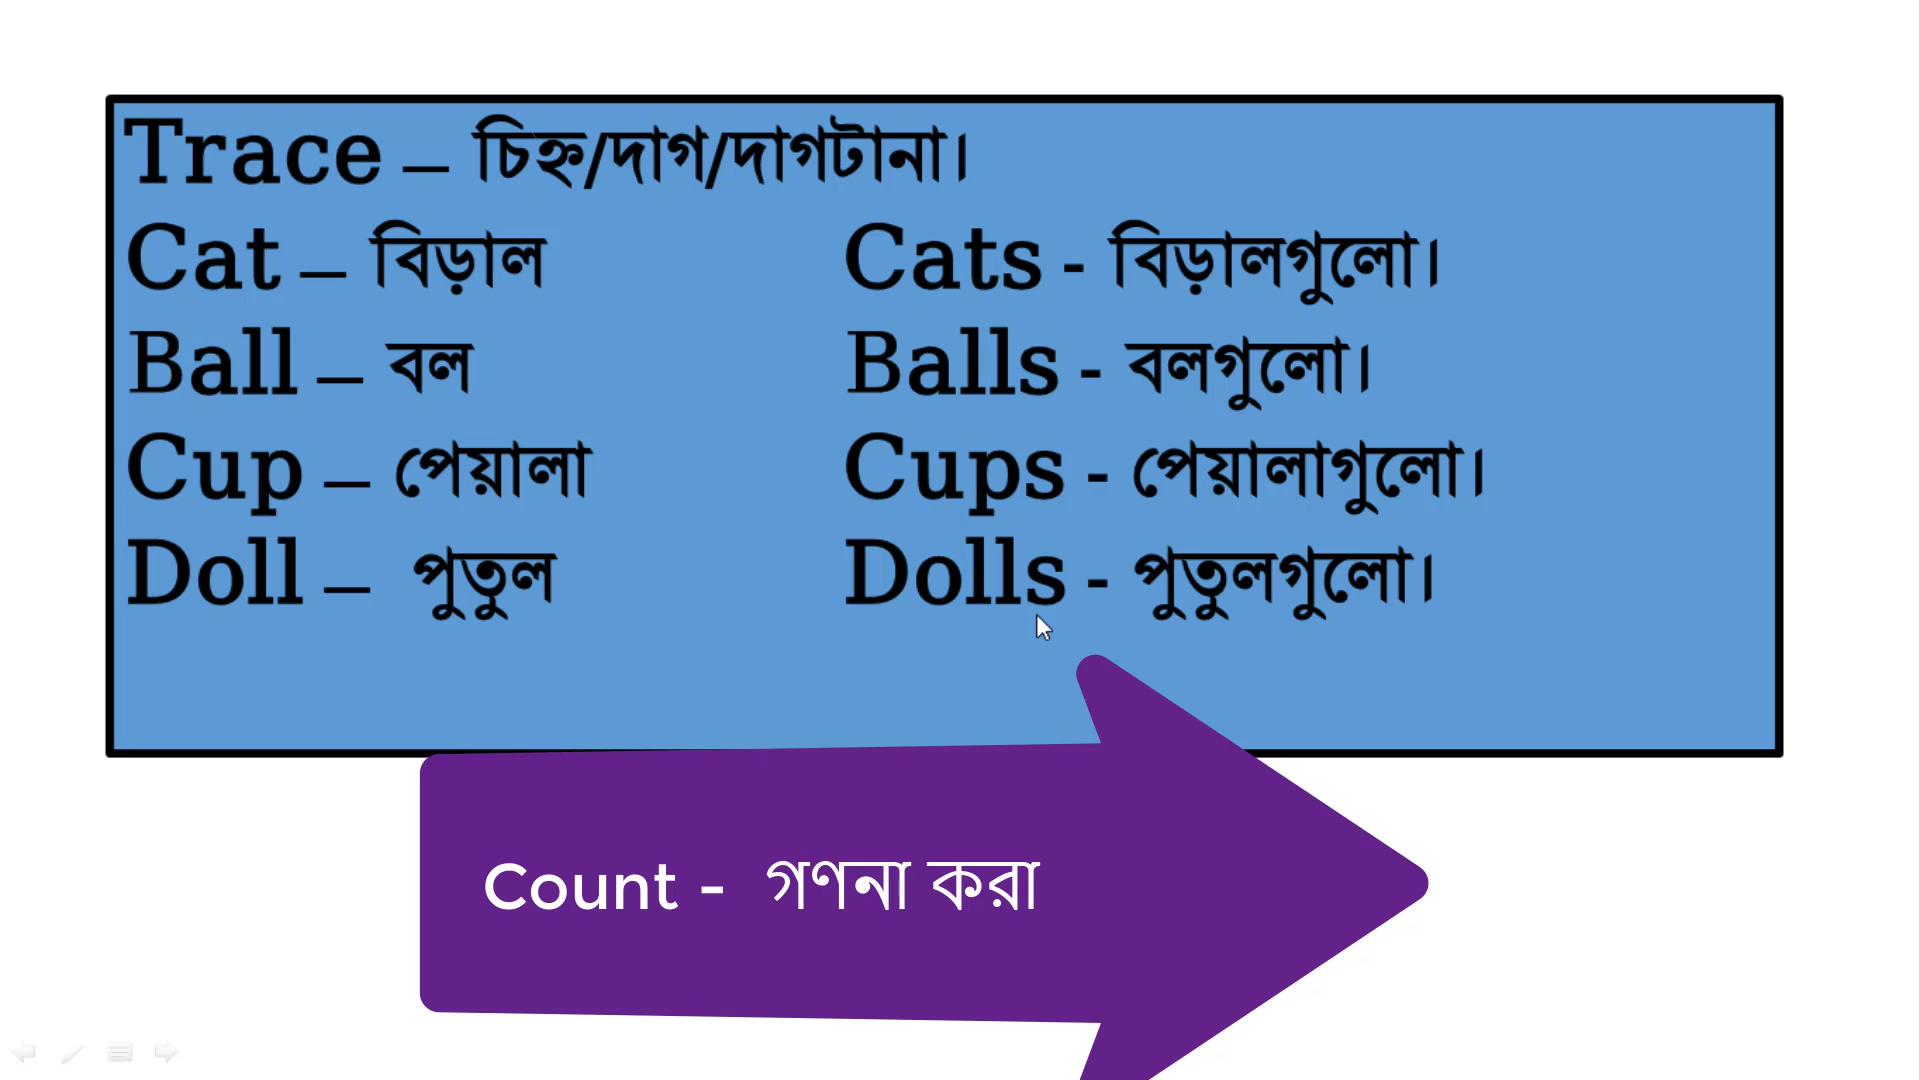 Trace – চিহ্ন/দাগ/দাগটানা।
Cat – বিড়াল Cats - বিড়ালগুলো।
Ball – বল Balls - বলগুলো।
Cup – পেয়ালা Cups - পেয়ালাগুলো।
Doll – পুতুল Dolls - পুতুলগুলো।
Count - গণনা করা